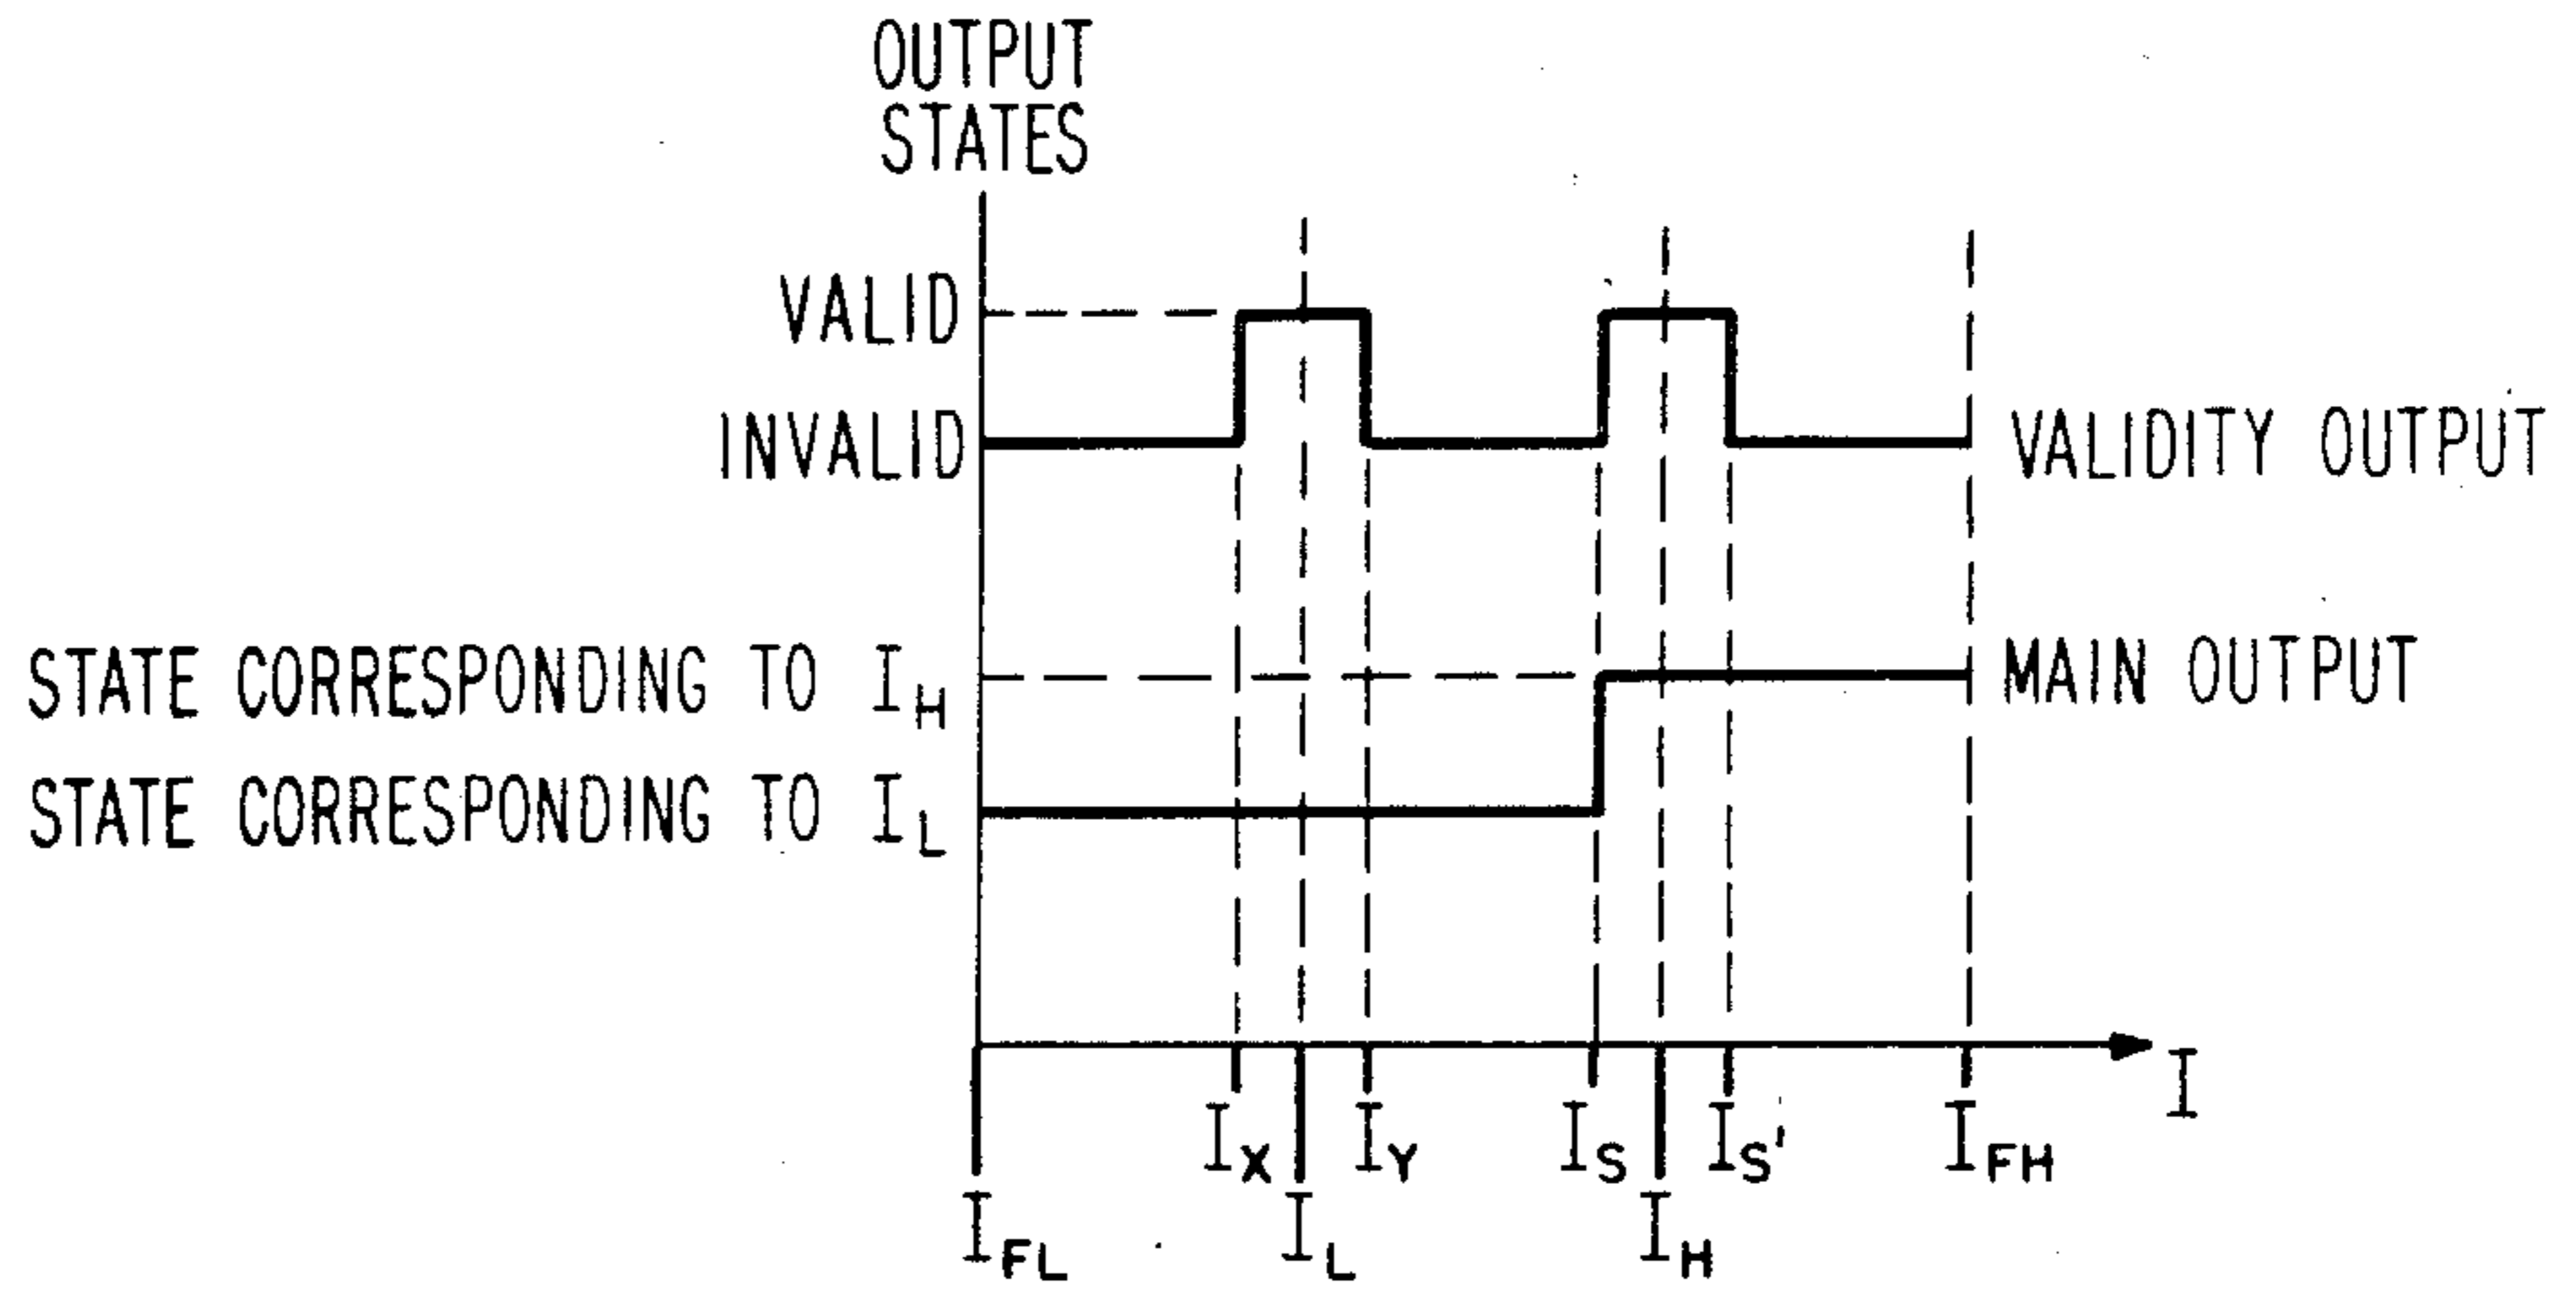 OUTPUT
STATES
VALID
INVALID
VALIDITY OUTPUT
STATE CORRESPONDING TO I_H
MAIN OUTPUT
STATE CORRESPONDING TO I_L
I
I_X
I_Y
I_S
I_S'
I_FH
I_FL
I_L
I_H